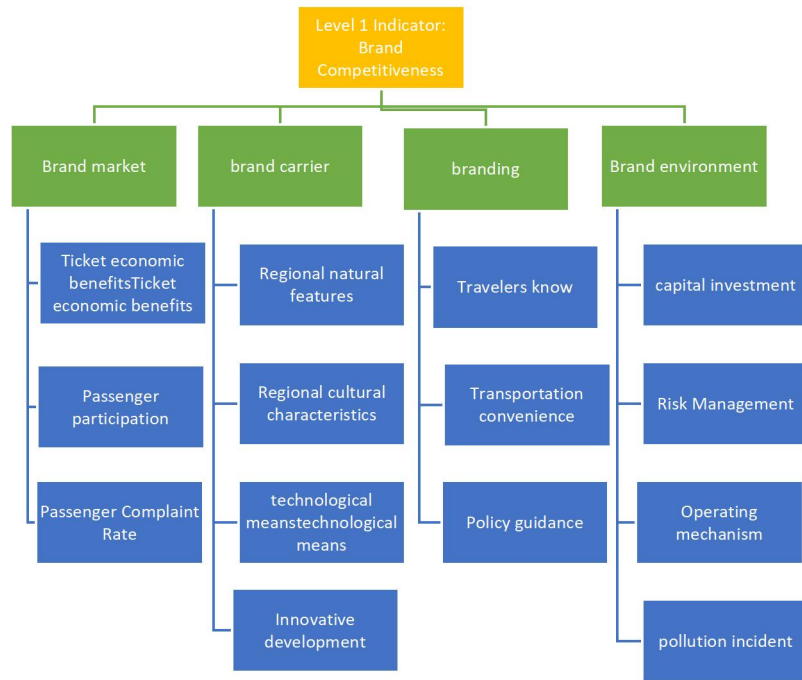 Level 1 Indicator:
Brand
Competitiveness
Brand market
brand carrier
branding
Brand environment
Ticket economic
benefitsTicket
economic benefits
Passenger
participation
Passenger Complaint
Rate
Regional natural
features
Regional cultural
characteristics
technological
meanstechnological
means
Innovative
development
Travelers know
Transportation
convenience
Policy guidance
capital investment
Risk Management
Operating
mechanism
pollution incident